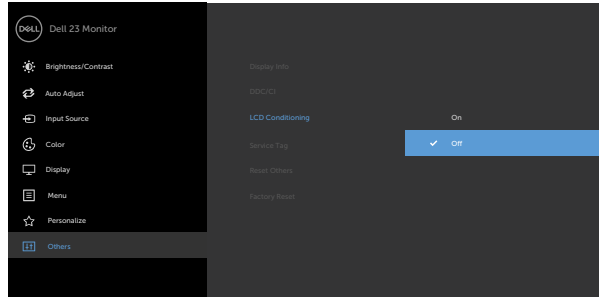 DELL Dell 23 Monitor
Brightness/Contrast
Auto Adjust
Input Source
Color
Display
Menu
Personalize
Others
Display Info
DDC/CI
LCD Conditioning
Service Tag
Reset Others
Factory Reset
On
Off